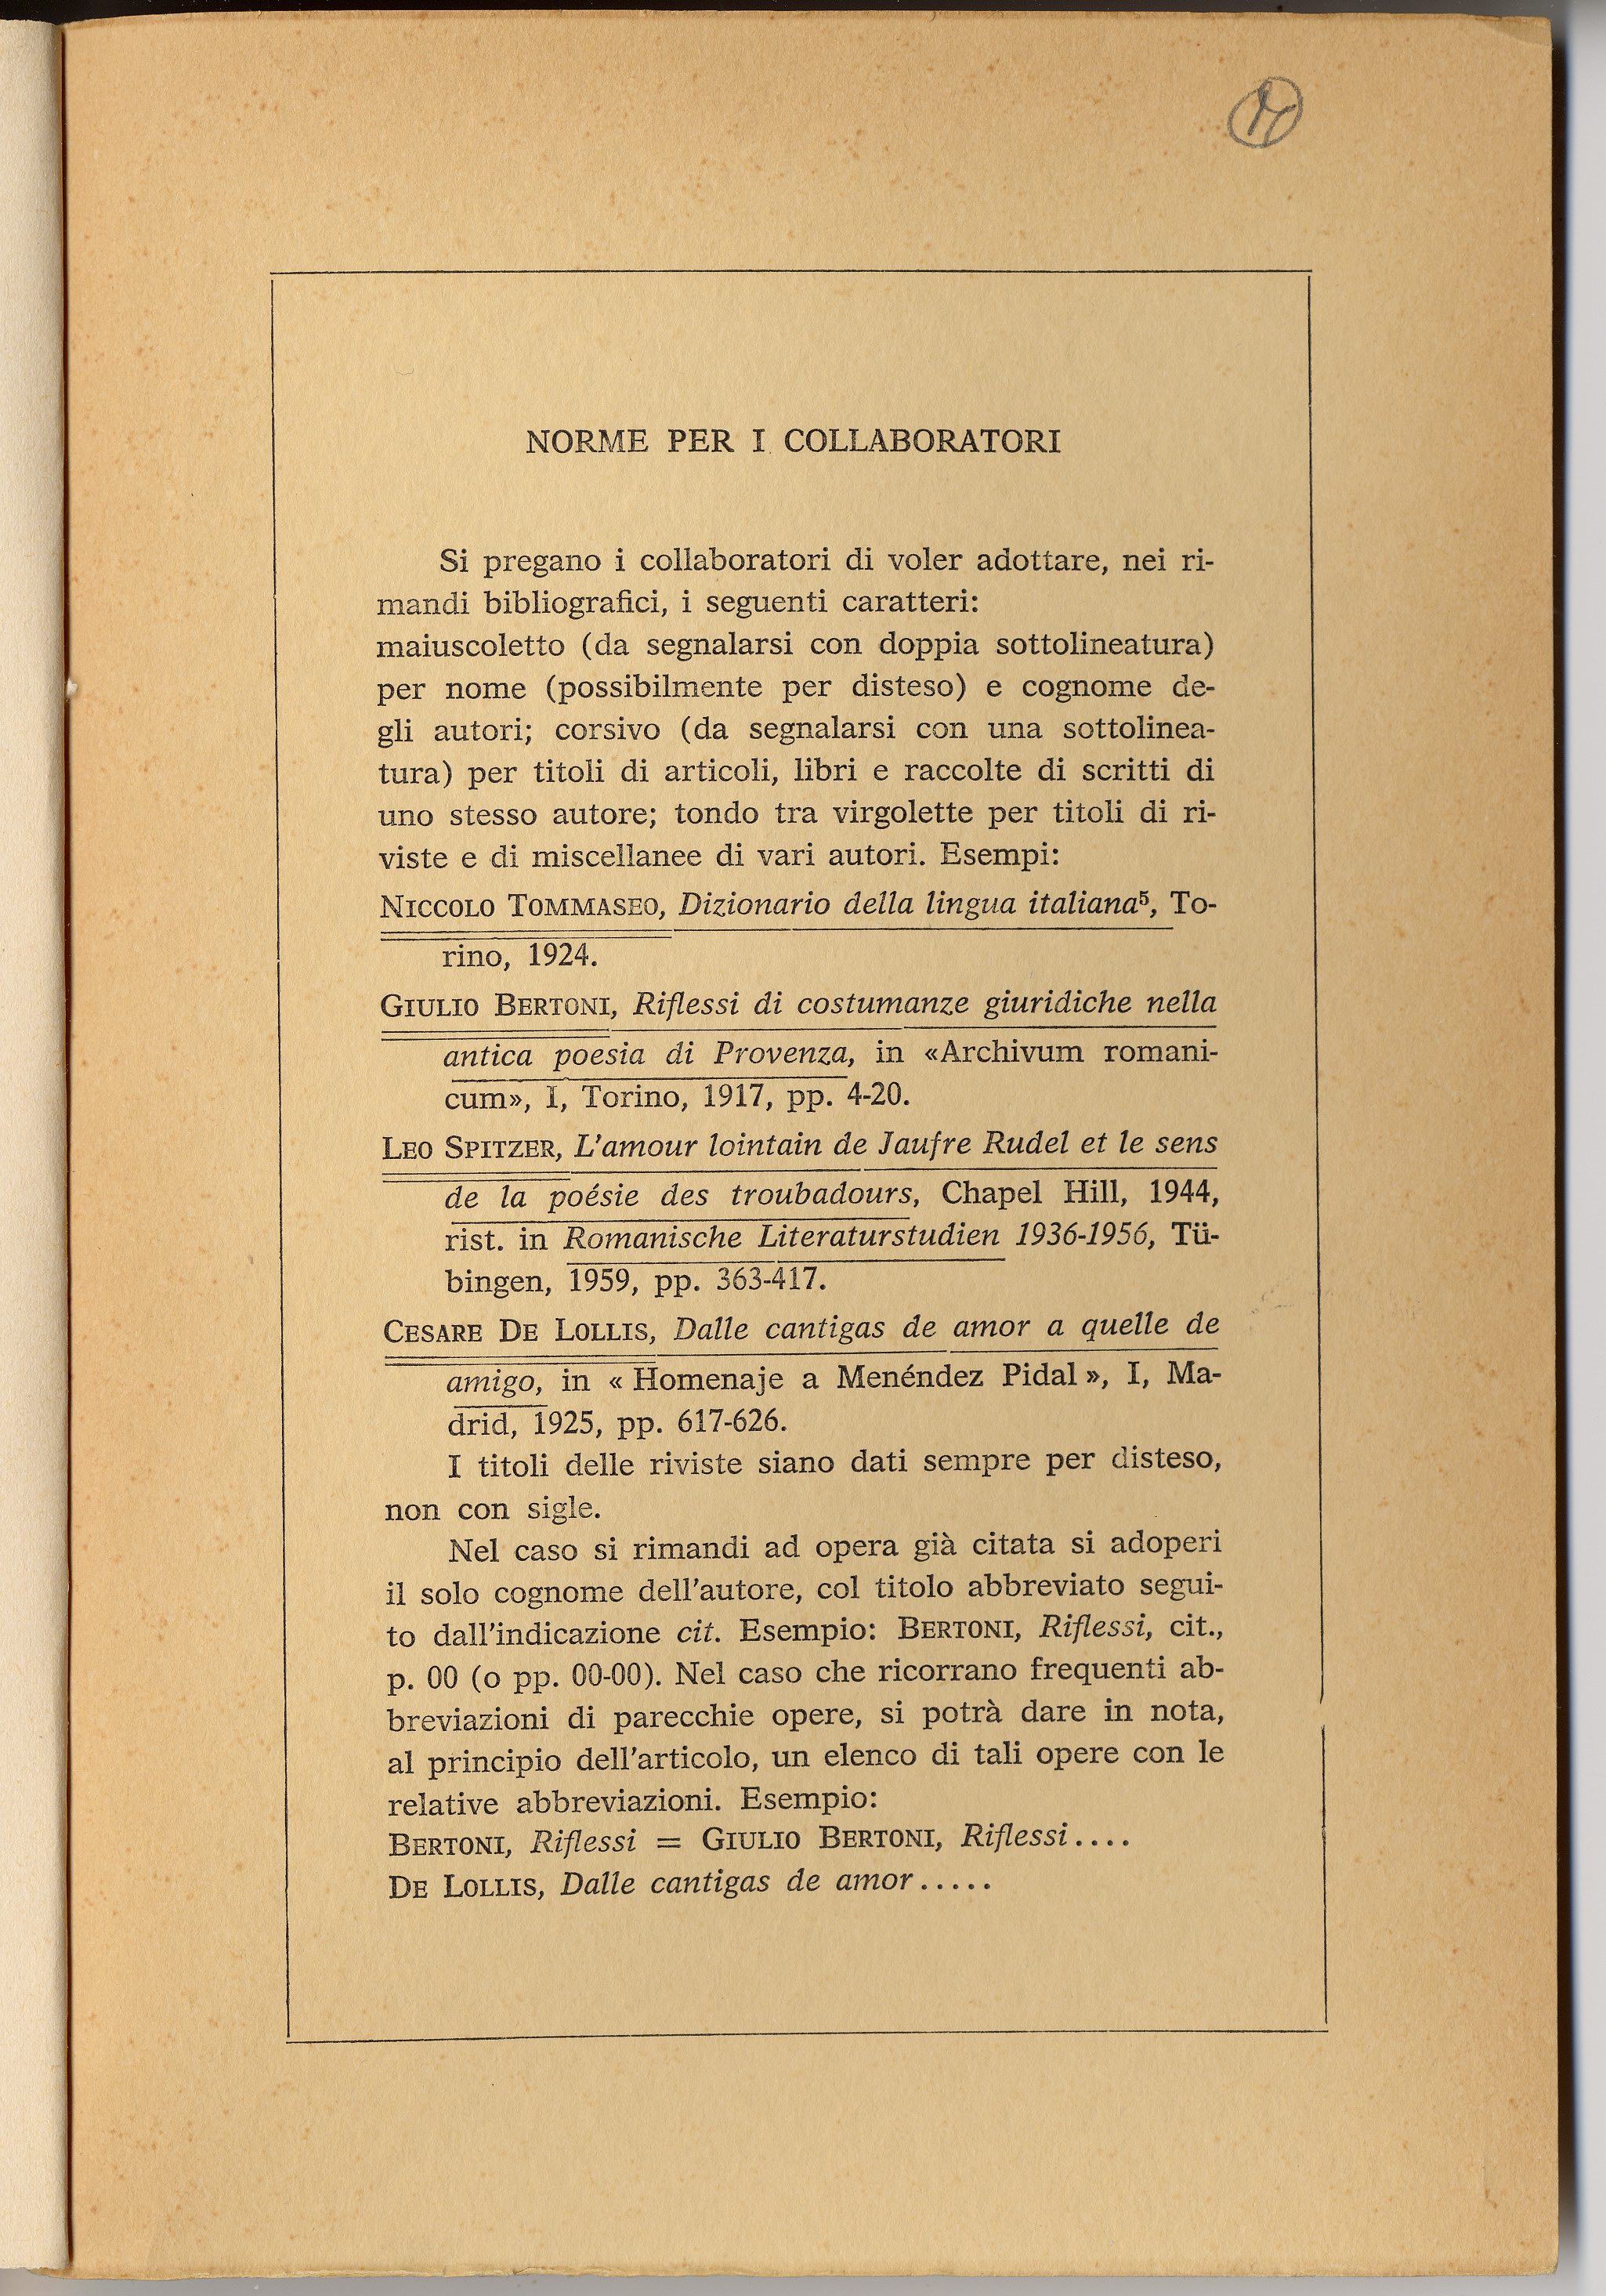 NORME PER I COLLABORATORI
Si pregano i collaboratori di voler adottare, nei ri-
mandi bibliografici, i seguenti caratteri:
maiuscoletto (da segnalarsi con doppia sottolineatura)
per nome (possibilmente per disteso) e cognome de-
gli autori; corsivo (da segnalarsi con una sottolinea-
tura) per titoli di articoli, libri e raccolte di scritti di
uno stesso autore; tondo tra virgolette per titoli di ri-
viste e di miscellanee di vari autori. Esempi:
NICCOLO TOMMASEO, Dizionario della lingua italiana⁵, To-
rino, 1924.
GIULIO BERTONI, Riflessi di costumanze giuridiche nella
antica poesia di Provenza, in «Archivum romani-
cum», I, Torino, 1917, pp. 4-20.
LEO SPITZER, L'amour lointain de Jaufre Rudel et le sens
de la poésie des troubadours, Chapel Hill, 1944,
rist. in Romanische Literaturstudien 1936-1956, Tü-
bingen, 1959, pp. 363-417.
CESARE DE LOLLIS, Dalle cantigas de amor a quelle de
amigo, in « Homenaje a Menéndez Pidal », I, Ma-
drid, 1925, pp. 617-626.
I titoli delle riviste siano dati sempre per disteso,
non con sigle.
Nel caso si rimandi ad opera già citata si adoperi
il solo cognome dell'autore, col titolo abbreviato segui-
to dall'indicazione cit. Esempio: BERTONI, Riflessi, cit.,
p. 00 (o pp. 00-00). Nel caso che ricorrano frequenti ab-
breviazioni di parecchie opere, si potrà dare in nota,
al principio dell'articolo, un elenco di tali opere con le
relative abbreviazioni. Esempio:
BERTONI, Riflessi = GIULIO BERTONI, Riflessi....
DE LOLLIS, Dalle cantigas de amor.....